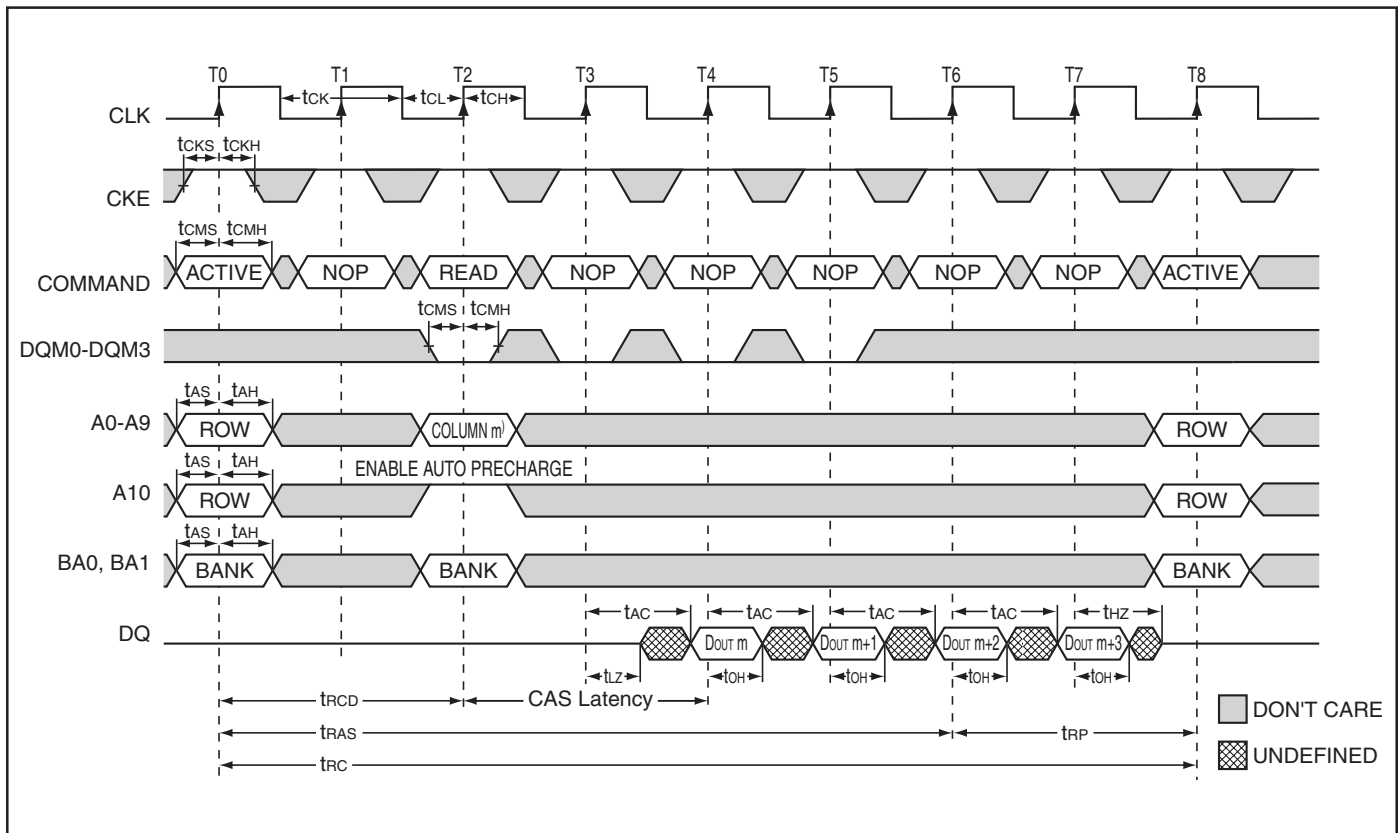 T0 T1 T2 T3 T4 T5 T6 T7 T8
CLK tCK tCL tCH
tCKS tCKH
CKE
tCMS tCMH
COMMAND ACTIVE NOP READ NOP NOP NOP NOP NOP ACTIVE
tCMS tCMH
DQM0-DQM3
tAS tAH
A0-A9 ROW COLUMN m) ROW
tAS tAH ENABLE AUTO PRECHARGE
A10 ROW ROW
tAS tAH
BA0, BA1 BANK BANK BANK
tAC tAC tAC tAC tHZ
DQ DOUT m DOUT m+1 DOUT m+2 DOUT m+3
tLZ tOH tOH tOH tOH
tRCD CAS Latency
DON'T CARE
tRAS tRP
UNDEFINED
tRC